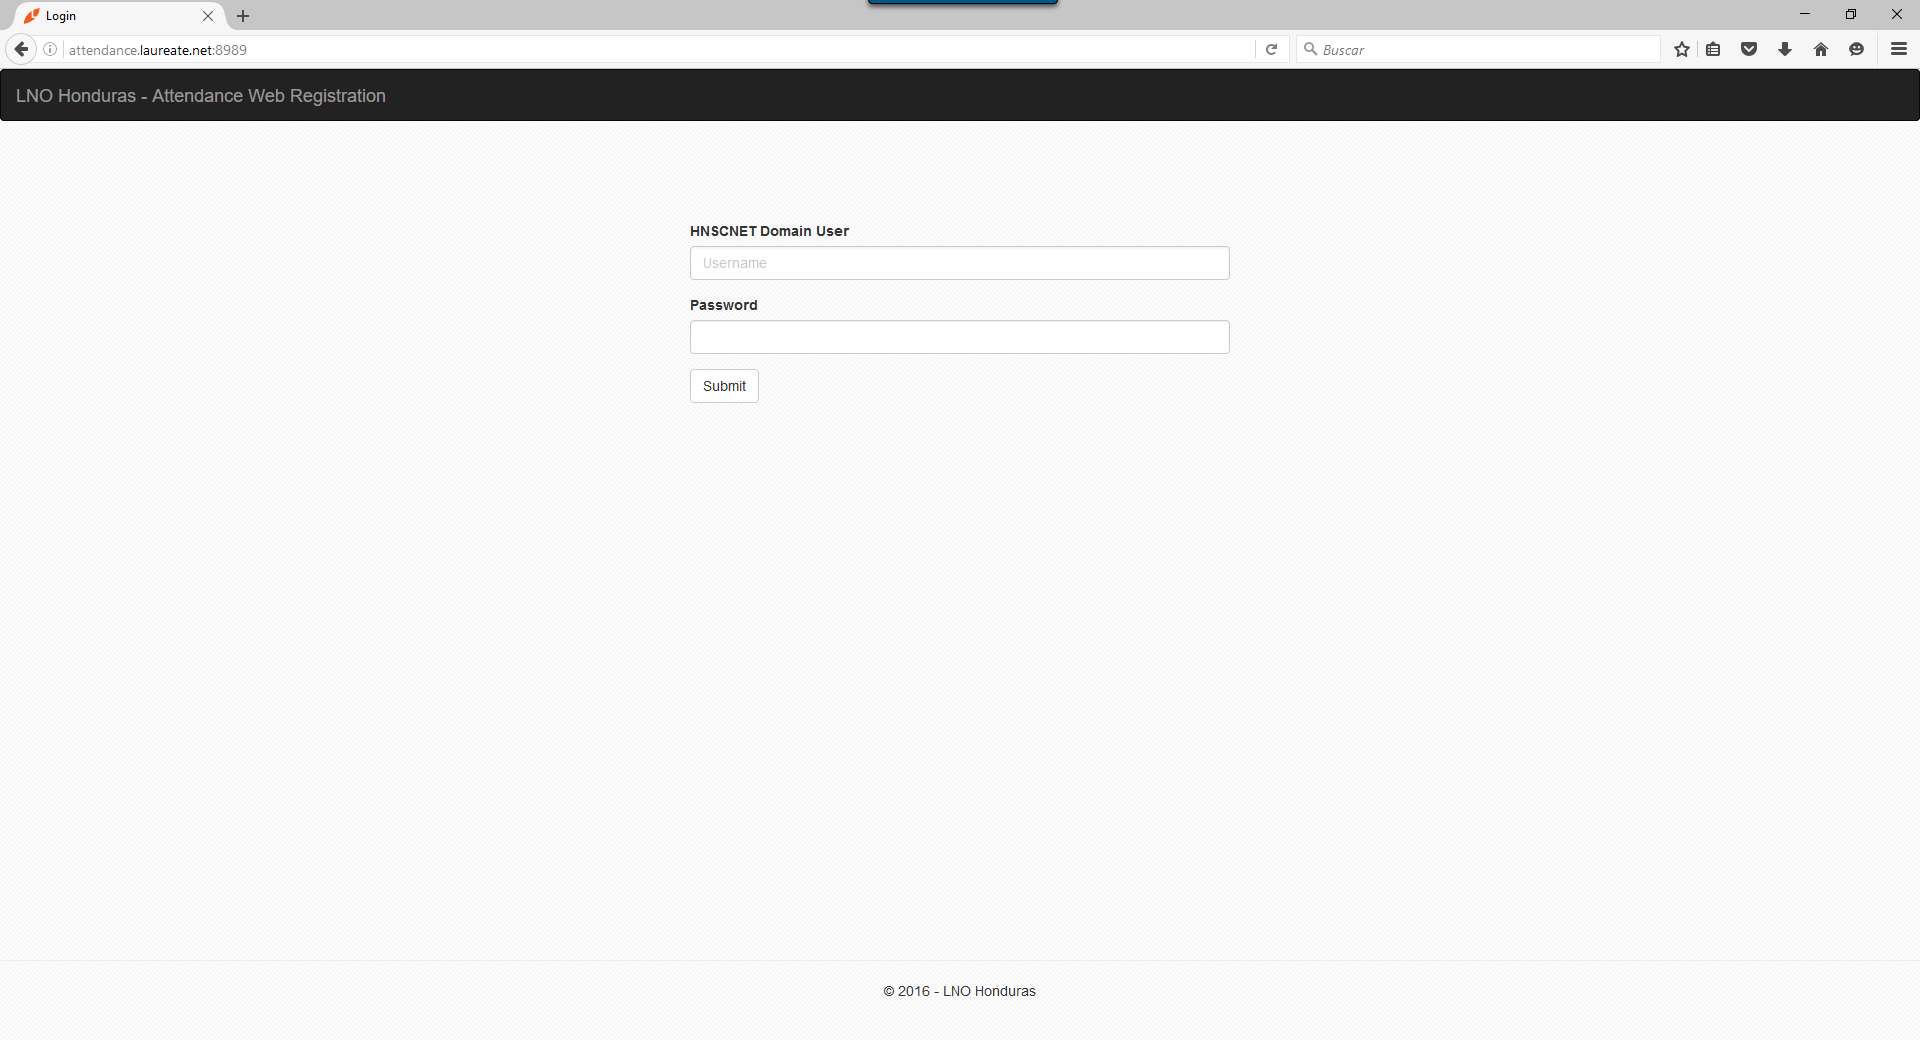 Login
attendance.laureate.net:8989
Buscar
LNO Honduras - Attendance Web Registration
HNSCNET Domain User
Username
Password
Submit
© 2016 - LNO Honduras